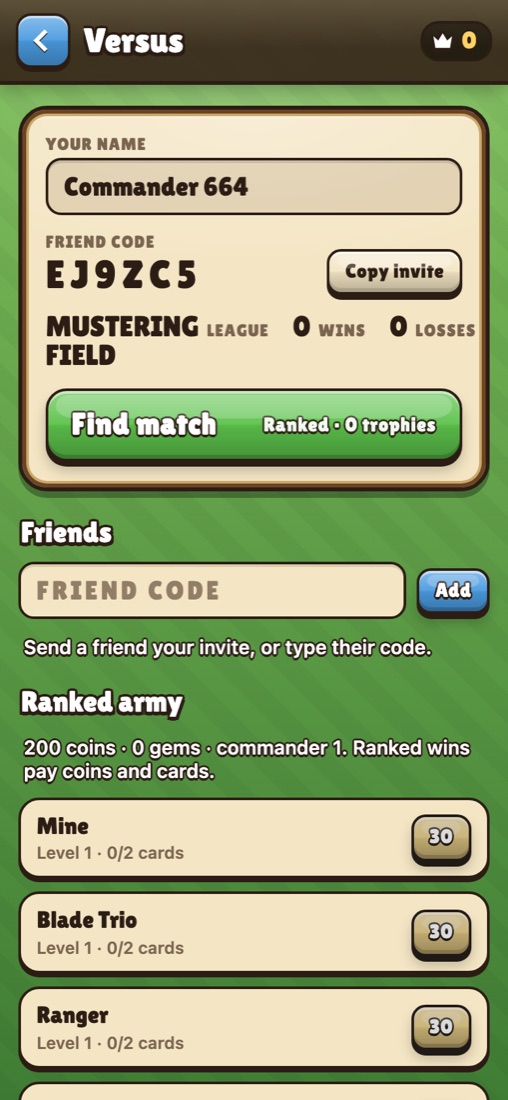 Versus
0
YOUR NAME
Commander 664
FRIEND CODE
EJ9ZC5
Copy invite
MUSTERING FIELD LEAGUE 0 WINS 0 LOSSES
Find match Ranked · 0 trophies
Friends
FRIEND CODE
Add
Send a friend your invite, or type their code.
Ranked army
200 coins · 0 gems · commander 1. Ranked wins
pay coins and cards.
Mine
Level 1 · 0/2 cards
30
Blade Trio
Level 1 · 0/2 cards
30
Ranger
Level 1 · 0/2 cards
30